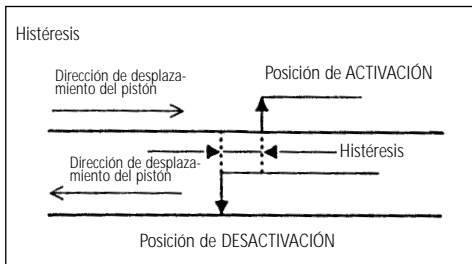 Histéresis
Dirección de desplaza-
miento del pistón
Posición de ACTIVACIÓN
Histéresis
Dirección de desplaza-
miento del pistón
Posición de DESACTIVACIÓN